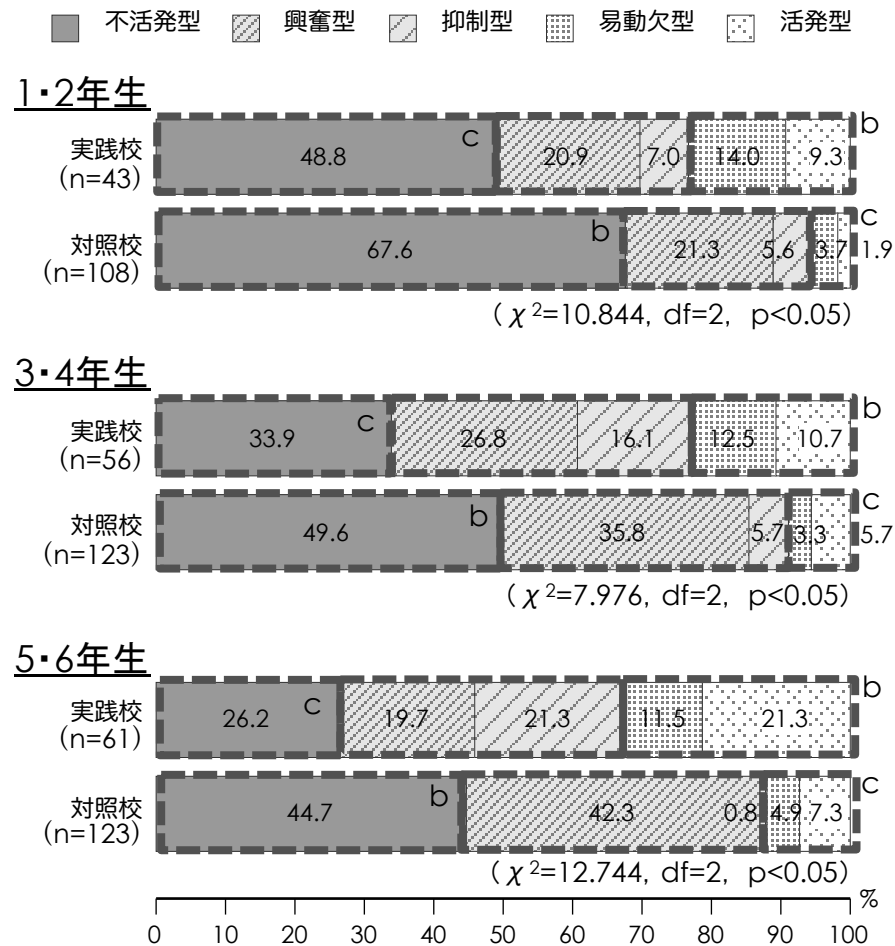 不活発型 興奮型 抑制型 易動欠型 活発型
1・2年生
実践校 48.8 c 20.9 7.0 14.0 9.3 b
(n=43)
対照校 67.6 b 21.3 5.6 3.7 c 1.9
(n=108)
(χ²=10.844, df=2, p<0.05)
3・4年生
実践校 33.9 c 26.8 16.1 12.5 10.7 b
(n=56)
対照校 49.6 b 35.8 5.7 3.3 c 5.7
(n=123)
(χ²=7.976, df=2, p<0.05)
5・6年生
実践校 26.2 c 19.7 21.3 11.5 21.3 b
(n=61)
対照校 44.7 b 42.3 0.8 4.9 7.3 c
(n=123)
(χ²=12.744, df=2, p<0.05)
%
0 10 20 30 40 50 60 70 80 90 100